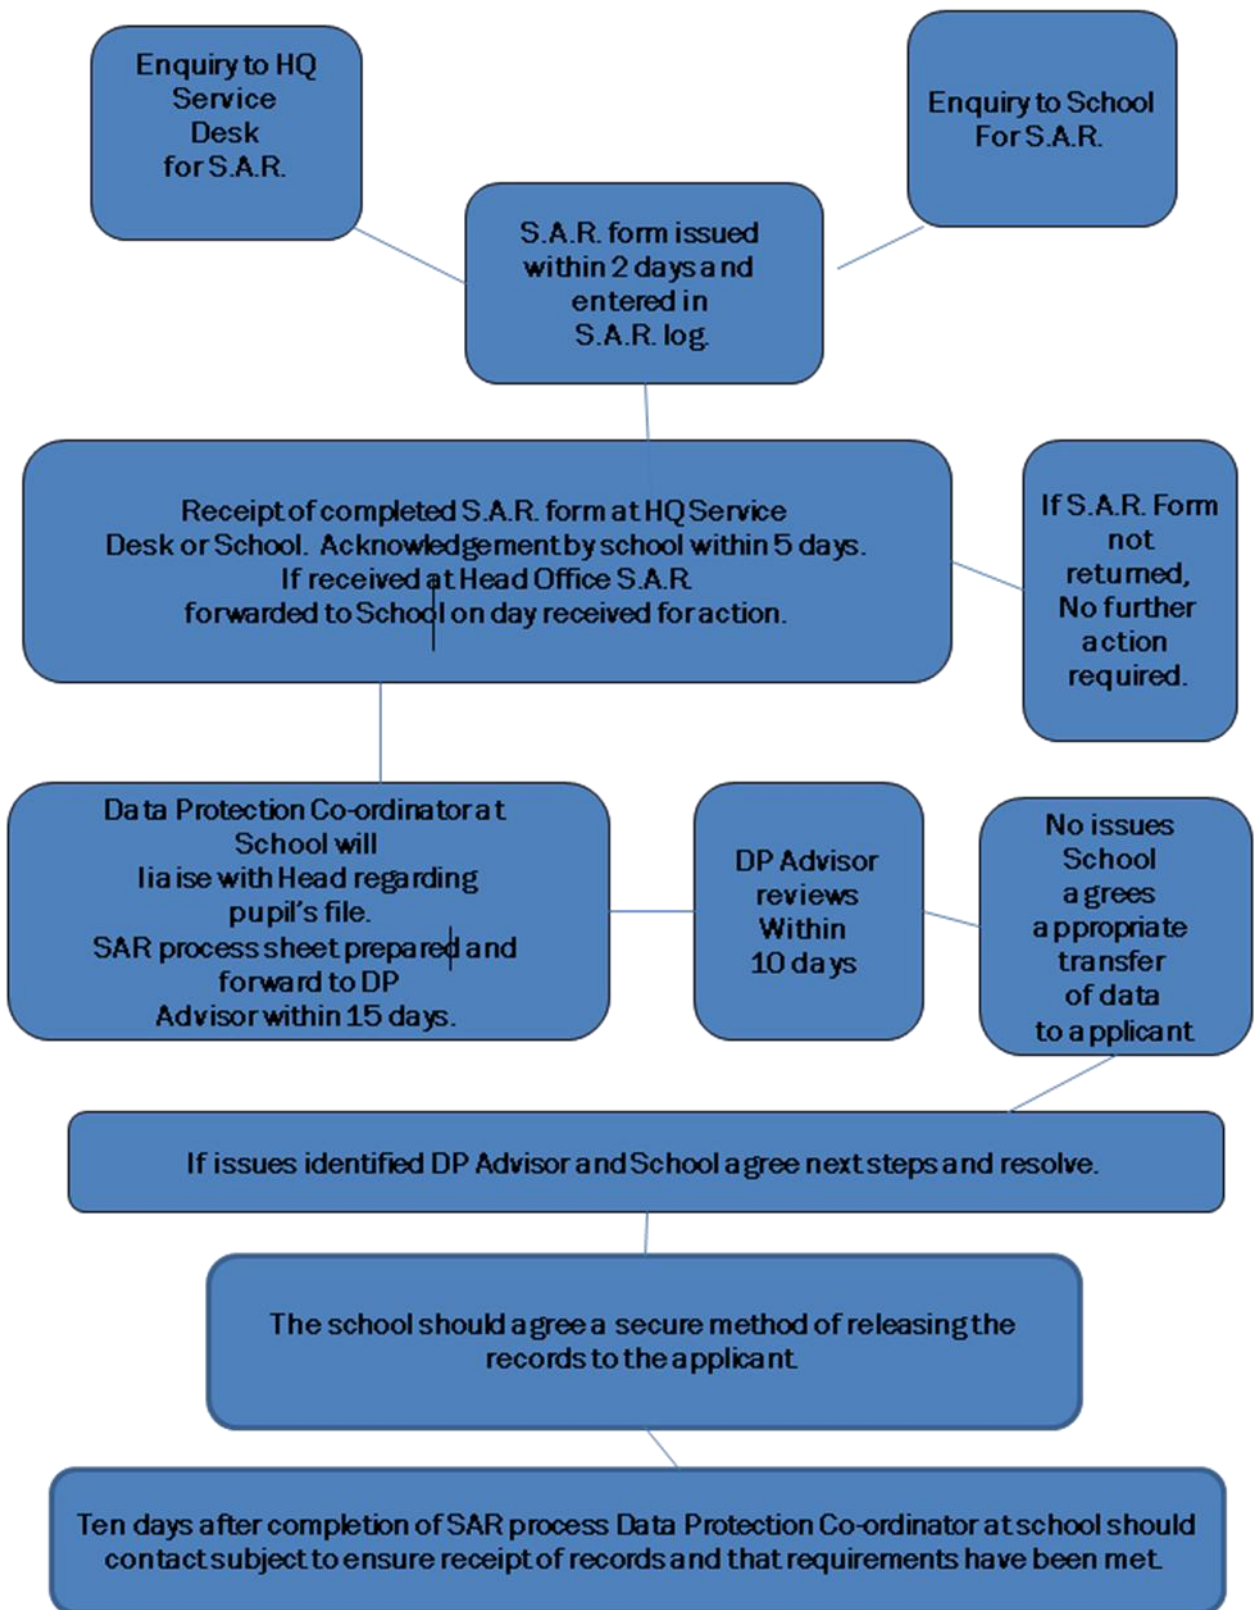 Enquiry to HQ
Service
Desk
for S.A.R.
Enquiry to School
For S.A.R.
S.A.R. form issued
within 2 days and
entered in
S.A.R. log.
Receipt of completed S.A.R. form at HQ Service
Desk or School. Acknowledgement by school within 5 days.
If received at Head Office S.A.R.
forwarded to School on day received for action.
If S.A.R. Form
not
returned,
No further
action
required.
Data Protection Co-ordinator at
School will
liaise with Head regarding
pupil's file.
SAR process sheet prepared and
forward to DP
Advisor within 15 days.
DP Advisor
reviews
Within
10 days
No issues
School
agrees
appropriate
transfer
of data
to applicant
If issues identified DP Advisor and School agree next steps and resolve.
The school should agree a secure method of releasing the
records to the applicant.
Ten days after completion of SAR process Data Protection Co-ordinator at school should
contact subject to ensure receipt of records and that requirements have been met.